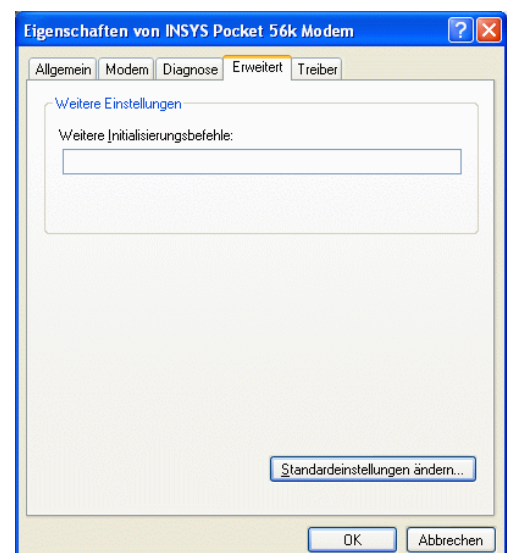 Eigenschaften von INSYS Pocket 56k Modem
Allgemein Modem Diagnose Erweitert Treiber
Weitere Einstellungen
Weitere Initialisierungsbefehle:
Standardeinstellungen ändern...
OK Abbrechen